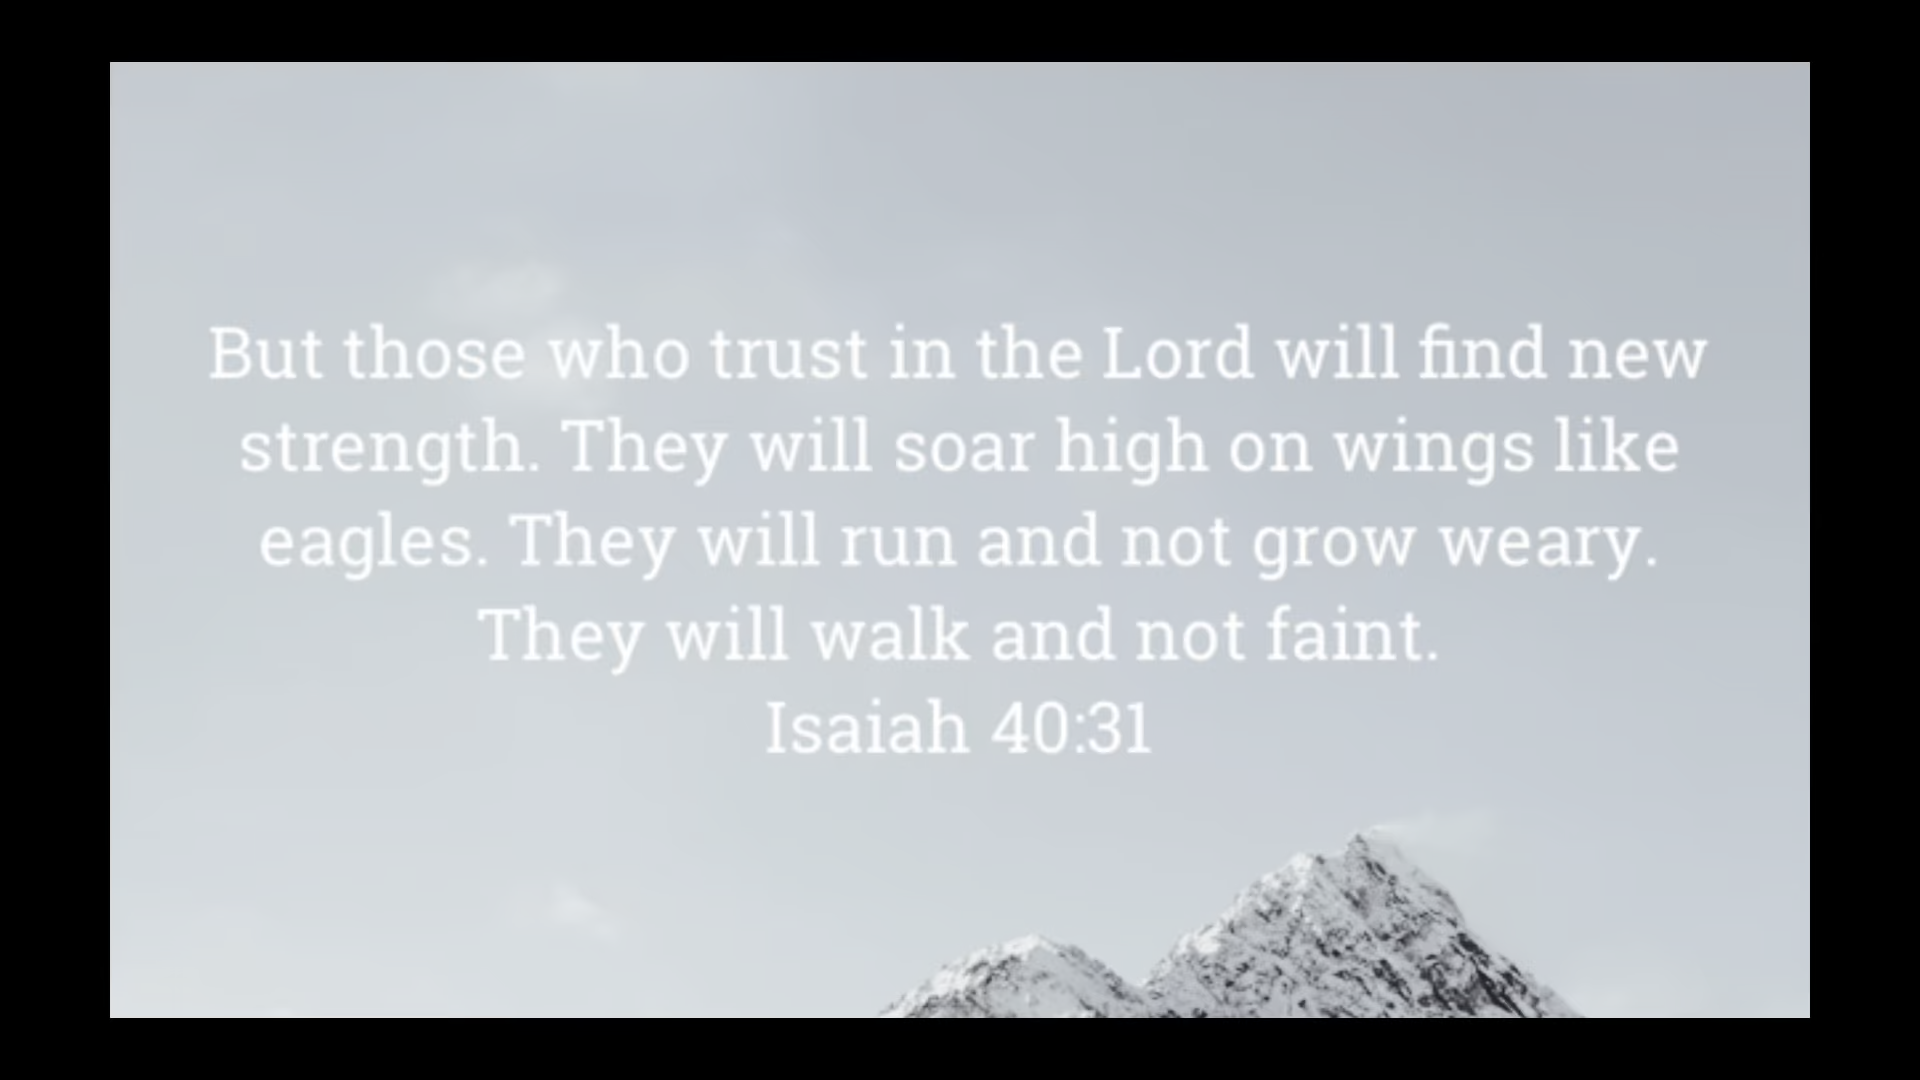 But those who trust in the Lord will find new
strength. They will soar high on wings like
eagles. They will run and not grow weary.
They will walk and not faint.
Isaiah 40:31